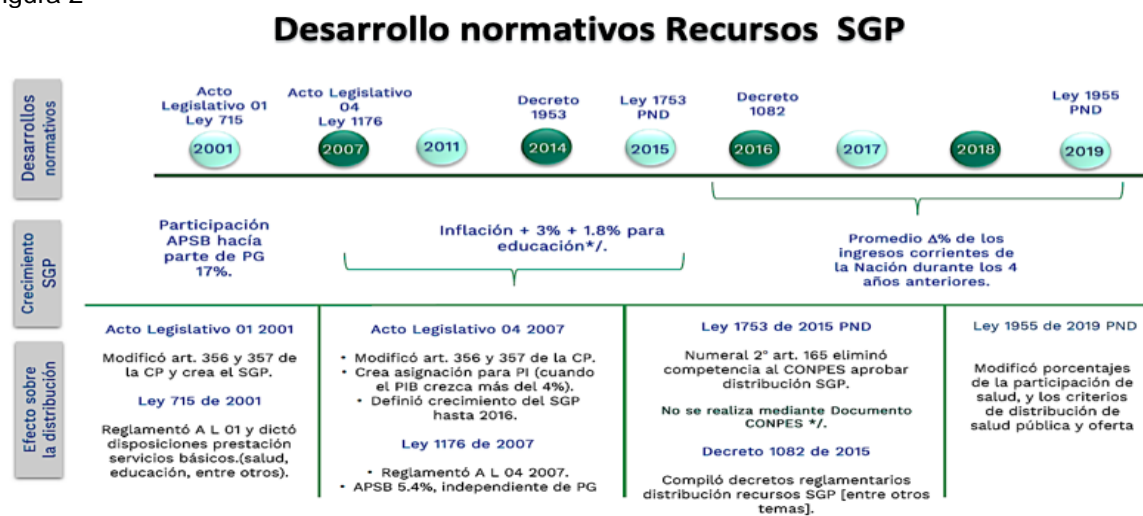 Figura 2
Desarrollo normativos Recursos SGP
Desarrollos
normativos
Acto
Legislativo 01
Ley 715
Acto Legislativo
04
Ley 1176
Decreto
1953
Ley 1753
PND
Decreto
1082
Ley 1955
PND
2001
2007
2011
2014
2015
2016
2017
2018
2019
Crecimiento
SGP
Participación
APSB hacía
parte de PG
17%.
Inflación + 3% + 1.8% para
educación*/.
Promedio Δ% de los
ingresos corrientes de
la Nación durante los 4
años anteriores.
Efecto sobre
la distribución
Acto Legislativo 01 2001
Modificó art. 356 y 357 de
la CP y crea el SGP.
Ley 715 de 2001
Reglamentó A L 01 y dictó
disposiciones prestación
servicios básicos.(salud,
educación, entre otros).
Acto Legislativo 04 2007
• Modificó art. 356 y 357 de la CP.
• Crea asignación para PI (cuando
el PIB crezca más del 4%).
• Definió crecimiento del SGP
hasta 2016.
Ley 1176 de 2007
• Reglamentó A L 04 2007.
• APSB 5.4%, independiente de PG
Ley 1753 de 2015 PND
Numeral 2º art. 165 eliminó
competencia al CONPES aprobar
distribución SGP.
No se realiza mediante Documento
CONPES */.
Decreto 1082 de 2015
Compiló decretos reglamentarios
distribución recursos SGP [entre otros
temas].
Ley 1955 de 2019 PND
Modificó porcentajes
de la participación de
salud, y los criterios
de distribución de
salud pública y oferta